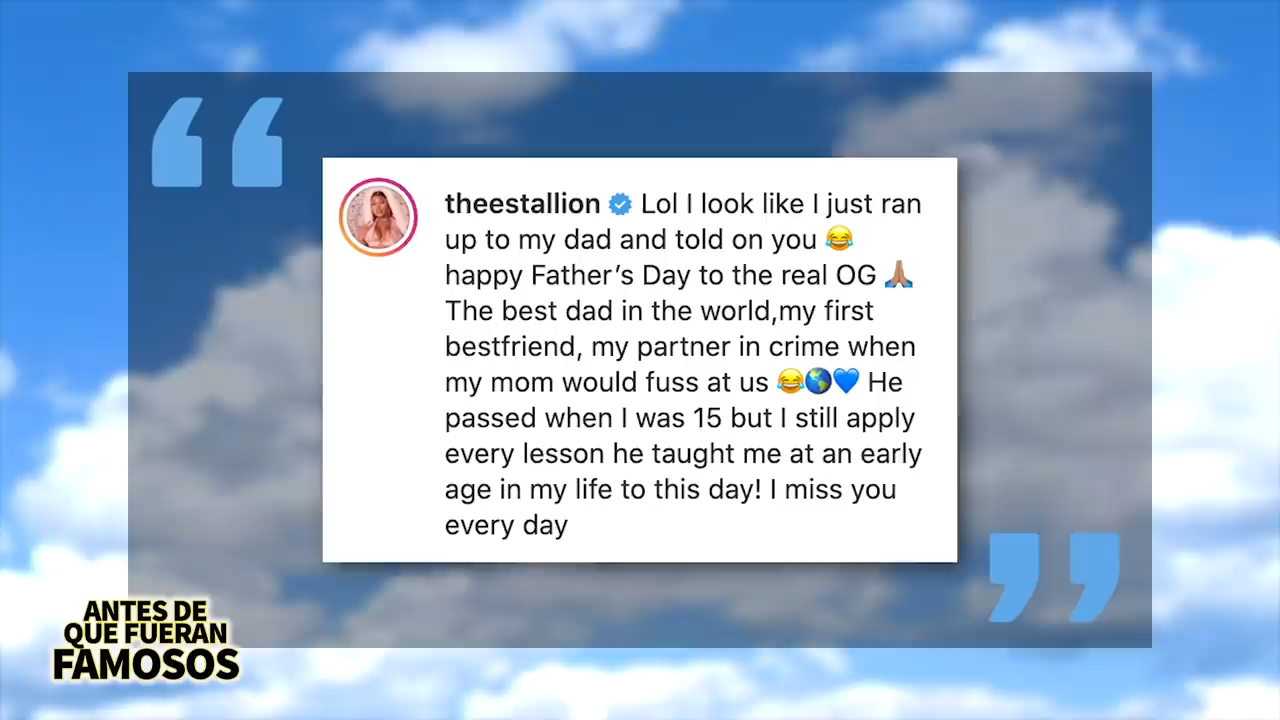 theestallion Lol I look like I just ran
up to my dad and told on you 😂
happy Father's Day to the real OG 🙏🏽
The best dad in the world,my first
bestfriend, my partner in crime when
my mom would fuss at us 😂🌎💙 He
passed when I was 15 but I still apply
every lesson he taught me at an early
age in my life to this day! I miss you
every day
ANTES DE
QUE FUERAN
FAMOSOS